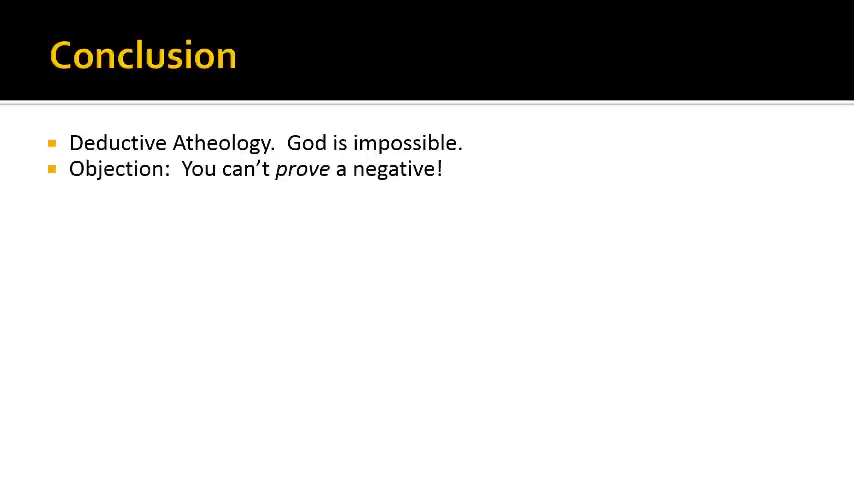 Conclusion
Deductive Atheology.  God is impossible.
Objection:  You can’t prove a negative!